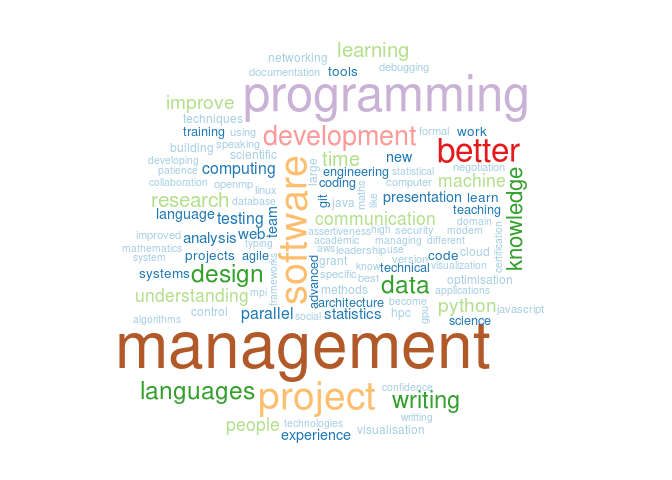 learning
networking
documentation tools debugging
programming
improve
techniques
training using development formal work
building speaking
scientific time new better
developing
patience computing large engineering statistical negotiation
collaboration openmp linux coding computer machine
research database git java maths like presentation learn knowledge
language testing team software communication teaching
domain
improved analysis web assertiveness high security modern
mathematics typing academic managing different certification
system projects agile aws leadership use
frameworks grant version code cloud
systems design advanced specific know technical visualization
best data optimisation
understanding mpi methods applications
architecture become python javascript
control parallel social statistics hpc gpu science
algorithms
management
languages project confidence
writing
people technologies writting
experience visualisation